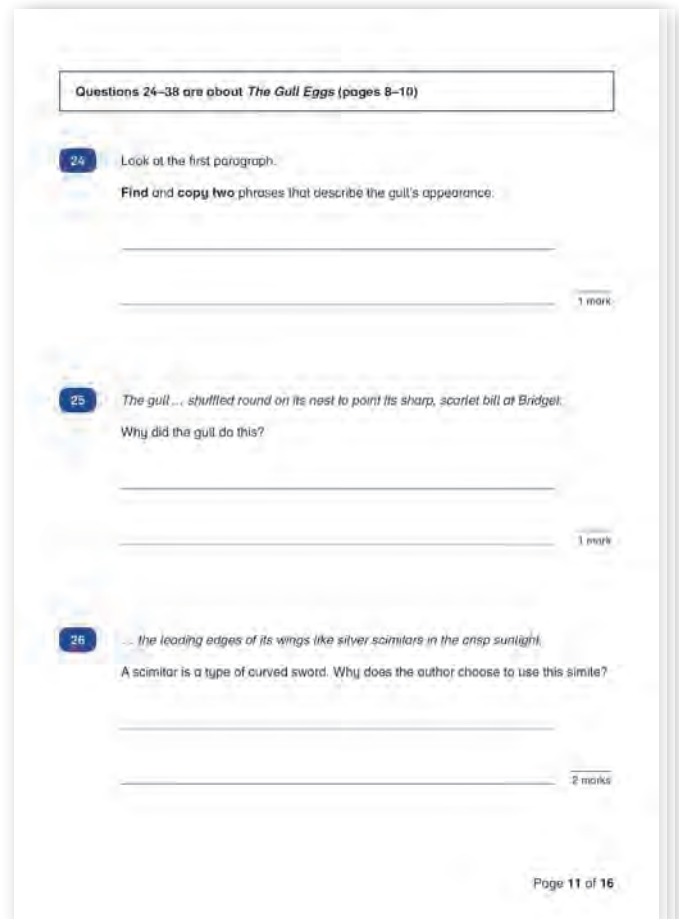 Questions 24–38 are about The Gull Eggs (pages 8–10)
24 Look at the first paragraph.
Find and copy two phrases that describe the gull's appearance.
1 mark
25 The gull ... shuffled round on its nest to point its sharp, scarlet bill at Bridget.
Why did the gull do this?
1 mark
26 ... the leading edges of its wings like silver scimitars in the crisp sunlight.
A scimitar is a type of curved sword. Why does the author choose to use this simile?
2 marks
Page 11 of 16